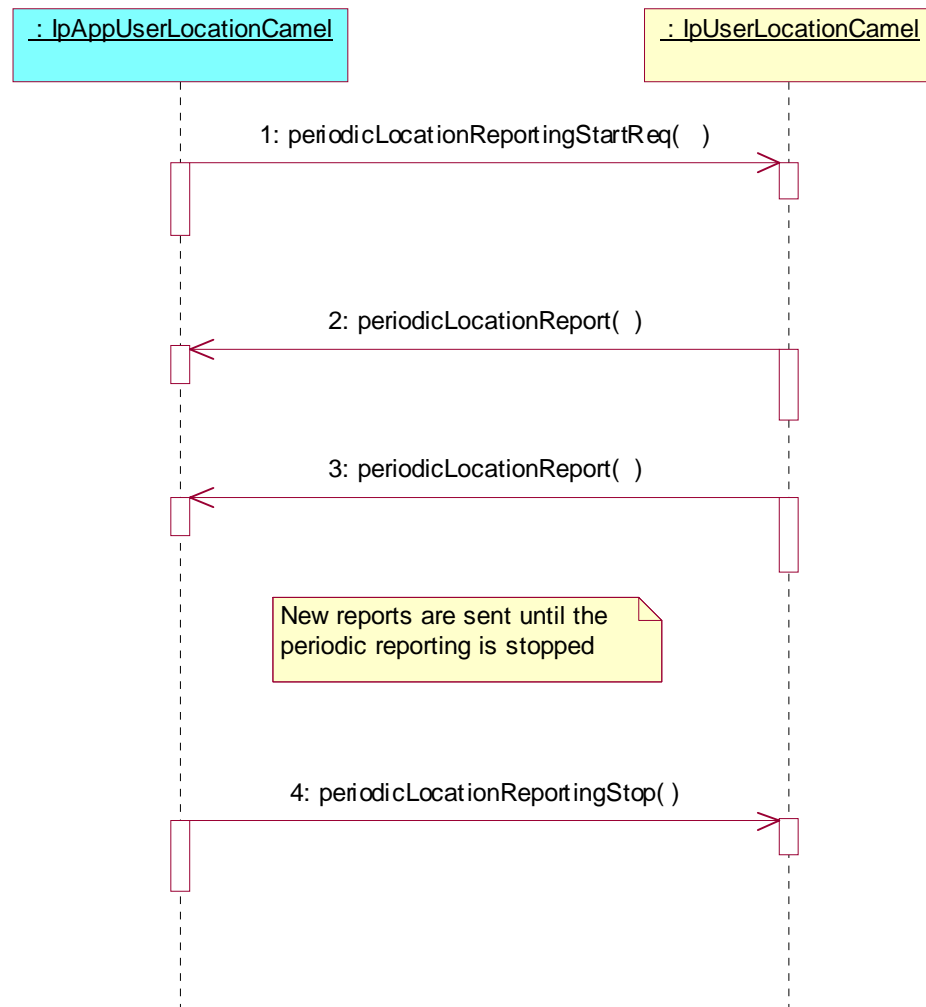 : IpAppUserLocationCamel
: IpUserLocationCamel
1: periodicLocationReportingStartReq( )
2: periodicLocationReport( )
3: periodicLocationReport( )
New reports are sent until the
periodic reporting is stopped
4: periodicLocationReportingStop( )